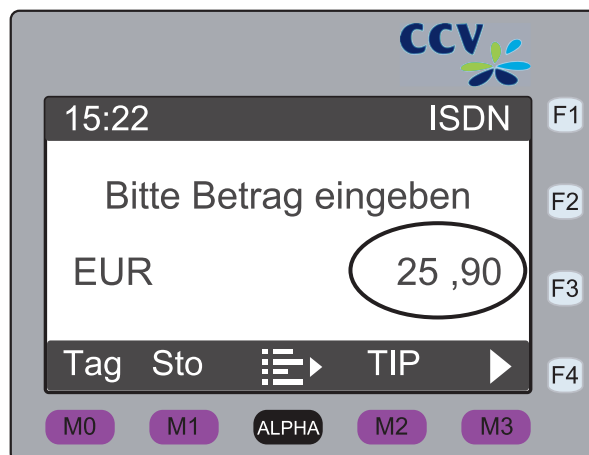 CCV
15:22 ISDN F1
Bitte Betrag eingeben F2
EUR 25 ,90 F3
Tag Sto TIP F4
M0 M1 ALPHA M2 M3